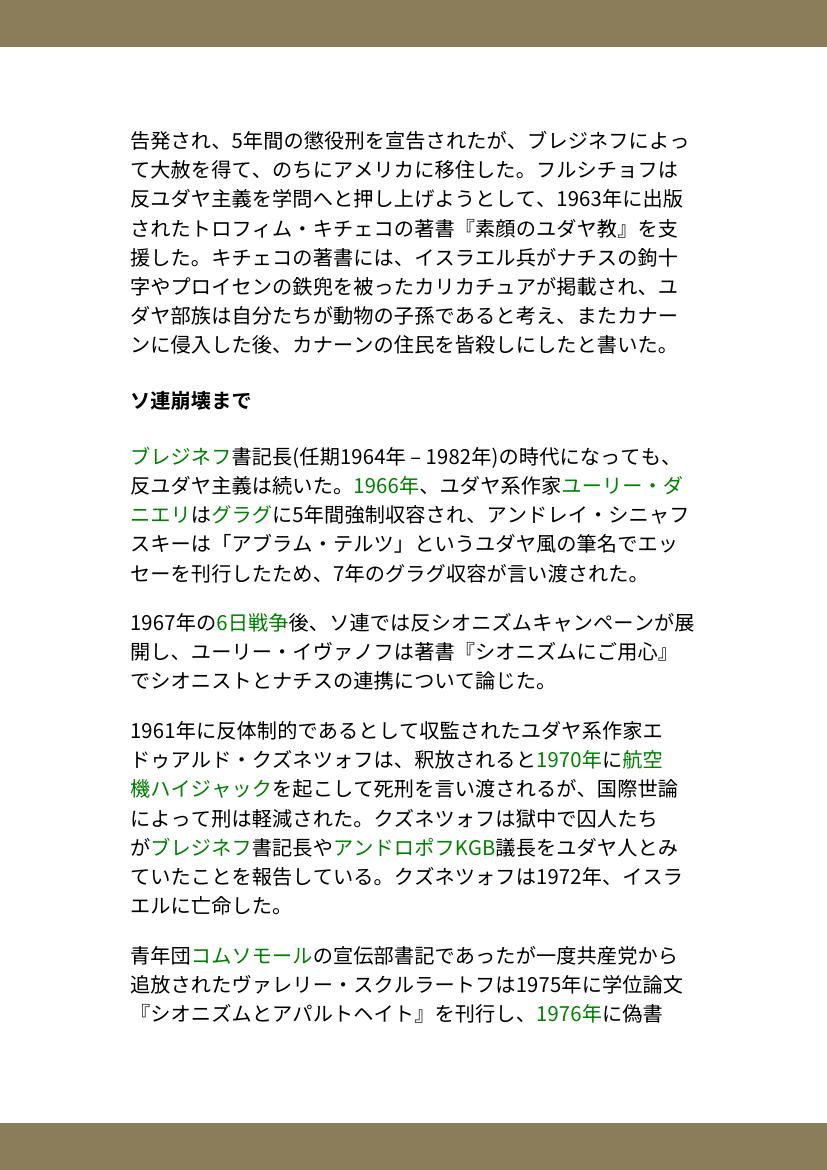 告発され、5年間の懲役刑を宣告されたが、ブレジネフによっ
て大赦を得て、のちにアメリカに移住した。フルシチョフは
反ユダヤ主義を学問へと押し上げようとして、1963年に出版
されたトロフィム・キチェコの著書『素顔のユダヤ教』を支
援した。キチェコの著書には、イスラエル兵がナチスの鉤十
字やプロイセンの鉄兜を被ったカリカチュアが掲載され、ユ
ダヤ部族は自分たちが動物の子孫であると考え、またカナー
ンに侵入した後、カナーンの住民を皆殺しにしたと書いた。
ソ連崩壊まで
ブレジネフ書記長(任期1964年 – 1982年)の時代になっても、
反ユダヤ主義は続いた。1966年、ユダヤ系作家ユーリー・ダ
ニエリはグラグに5年間強制収容され、アンドレイ・シニャフ
スキーは「アブラム・テルツ」というユダヤ風の筆名でエッ
セーを刊行したため、7年のグラグ収容が言い渡された。
1967年の6日戦争後、ソ連では反シオニズムキャンペーンが展
開し、ユーリー・イヴァノフは著書『シオニズムにご用心』
でシオニストとナチスの連携について論じた。
1961年に反体制的であるとして収監されたユダヤ系作家エ
ドゥアルド・クズネツォフは、釈放されると1970年に航空
機ハイジャックを起こして死刑を言い渡されるが、国際世論
によって刑は軽減された。クズネツォフは獄中で囚人たち
がブレジネフ書記長やアンドロポフKGB議長をユダヤ人とみ
ていたことを報告している。クズネツォフは1972年、イスラ
エルに亡命した。
青年団コムソモールの宣伝部書記であったが一度共産党から
追放されたヴァレリー・スクルラートフは1975年に学位論文
『シオニズムとアパルトヘイト』を刊行し、1976年に偽書